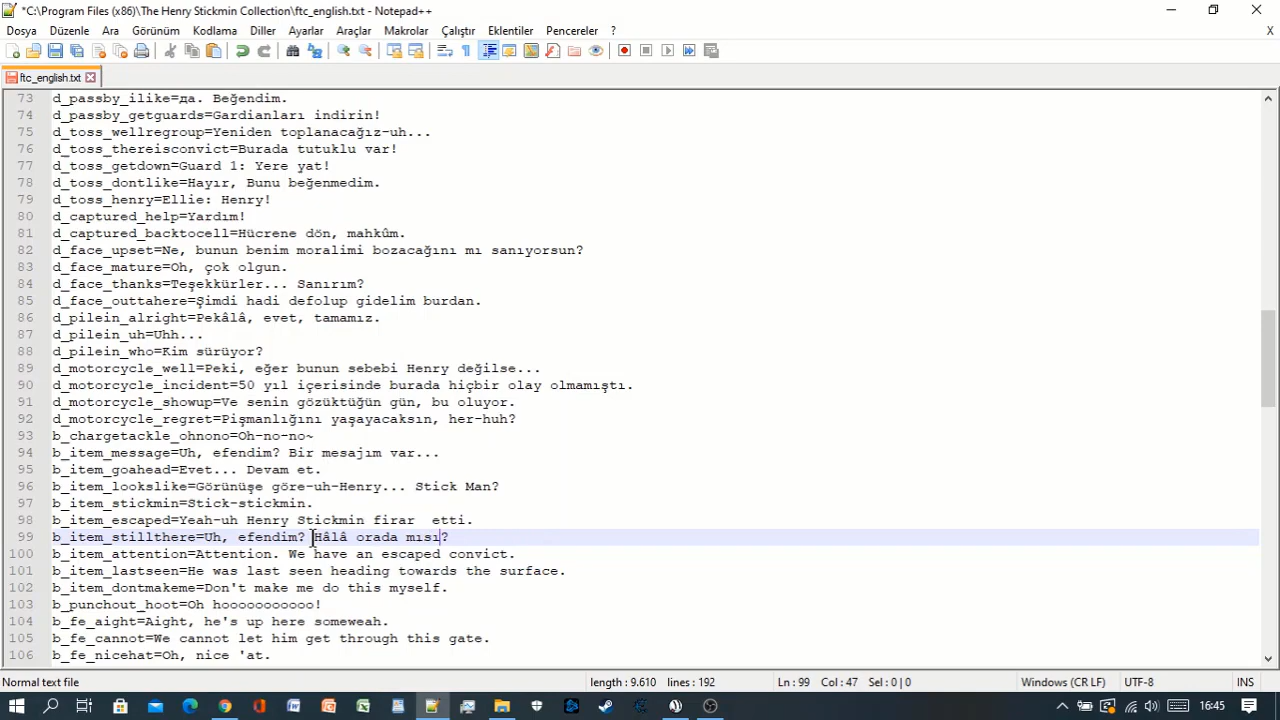 *C:\Program Files (x86)\The Henry Stickmin Collection\ftc_english.txt - Notepad++
Dosya Düzenle Ara Görünüm Kodlama Diller Ayarlar Araçlar Makrolar Çalıştır Eklentiler Pencereler ? X
ftc_english.txt
73 d_passby_ilike=да. Beğendim.
74 d_passby_getguards=Gardianları indirin!
75 d_toss_wellregroup=Yeniden toplanacağız-uh...
76 d_toss_thereisconvict=Burada tutuklu var!
77 d_toss_getdown=Guard 1: Yere yat!
78 d_toss_dontlike=Hayır, Bunu beğenmedim.
79 d_toss_henry=Ellie: Henry!
80 d_captured_help=Yardım!
81 d_captured_backtocell=Hücrene dön, mahkûm.
82 d_face_upset=Ne, bunun benim moralimi bozacağını mı sanıyorsun?
83 d_face_mature=Oh, çok olgun.
84 d_face_thanks=Teşekkürler... Sanırım?
85 d_face_outtahere=Şimdi hadi defolup gidelim burdan.
86 d_pilein_alright=Pekâlâ, evet, tamamız.
87 d_pilein_uh=Uhh...
88 d_pilein_who=Kim sürüyor?
89 d_motorcycle_well=Peki, eğer bunun sebebi Henry değilse...
90 d_motorcycle_incident=50 yıl içerisinde burada hiçbir olay olmamıştı.
91 d_motorcycle_showup=Ve senin gözüktüğün gün, bu oluyor.
92 d_motorcycle_regret=Pişmanlığını yaşayacaksın, her-huh?
93 b_chargetackle_ohnono=Oh-no-no~
94 b_item_message=Uh, efendim? Bir mesajım var...
95 b_item_goahead=Evet... Devam et.
96 b_item_lookslike=Görünüşe göre-uh-Henry... Stick Man?
97 b_item_stickmin=Stick-stickmin.
98 b_item_escaped=Yeah-uh Henry Stickmin firar  etti.
99 b_item_stillthere=Uh, efendim? Hâlâ orada mısı?
100 b_item_attention=Attention. We have an escaped convict.
101 b_item_lastseen=He was last seen heading towards the surface.
102 b_item_dontmakeme=Don't make me do this myself.
103 b_punchout_hoot=Oh hooooooooooo!
104 b_fe_aight=Aight, he's up here someweah.
105 b_fe_cannot=We cannot let him get through this gate.
106 b_fe_nicehat=Oh, nice 'at.
Normal text file length : 9.610 lines : 192 Ln : 99 Col : 47 Sel : 0 | 0 Windows (CR LF) UTF-8 INS
16:45